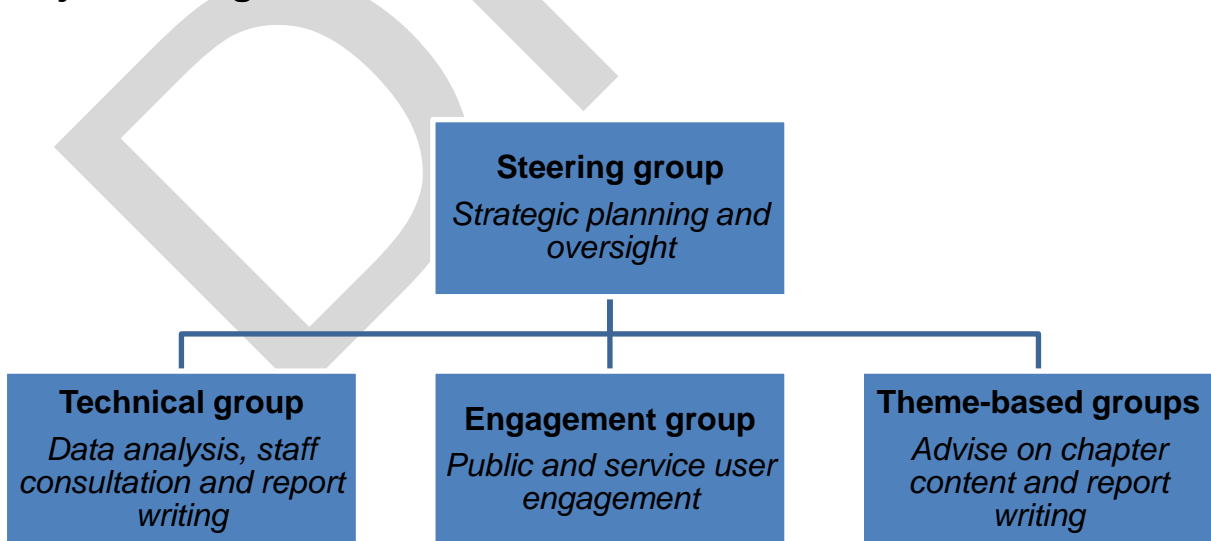 Steering group
Strategic planning and
oversight
Technical group
Data analysis, staff
consultation and report
writing
Engagement group
Public and service user
engagement
Theme-based groups
Advise on chapter
content and report
writing